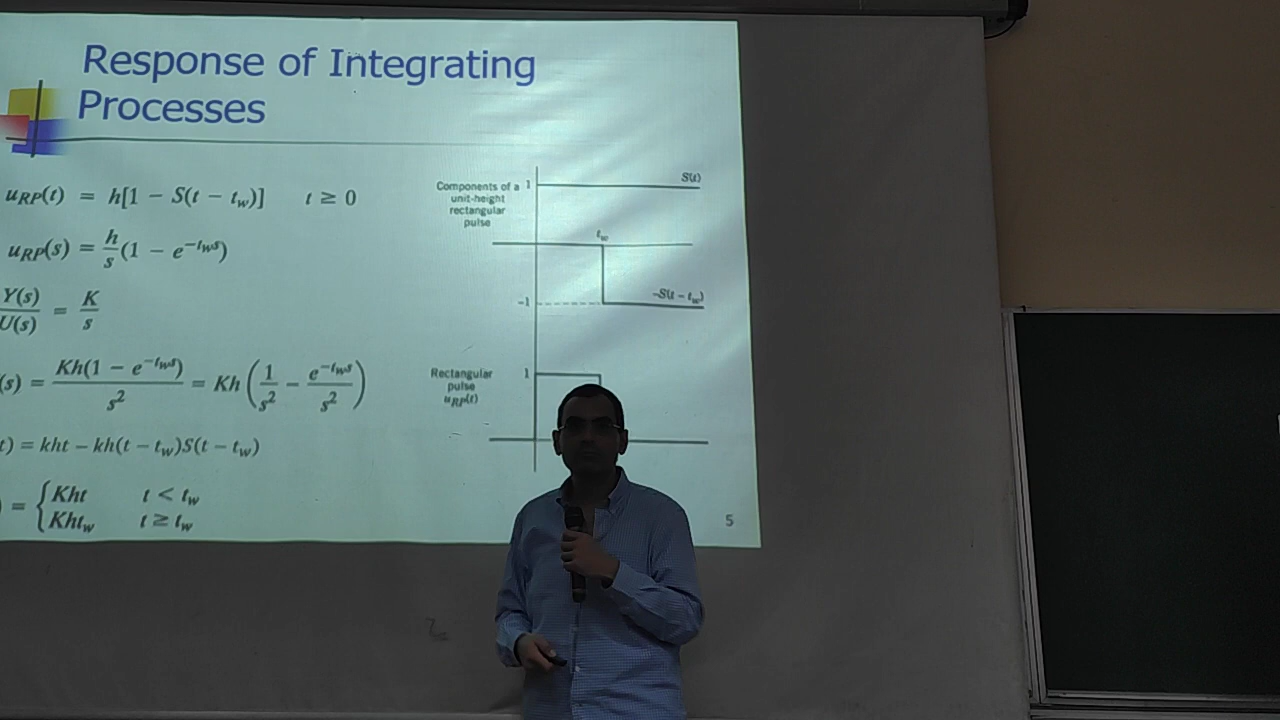 Response of Integrating
Processes
u_RP(t) = h[1 − S(t − t_w)] t ≥ 0
u_RP(s) = h/s (1 − e^{−t_w s})
Y(s)/U(s) = K/s
(s) = Kh(1 − e^{−t_w s})/s² = Kh (1/s² − e^{−t_w s}/s²)
t) = kht − kh(t − t_w)S(t − t_w)
) = { Kht t < t_w
Kht_w t ≥ t_w
Components of a
unit-height
rectangular
pulse
1
S(t)
t_w
−1
−S(t − t_w)
Rectangular
pulse
u_RP(t)
1
5